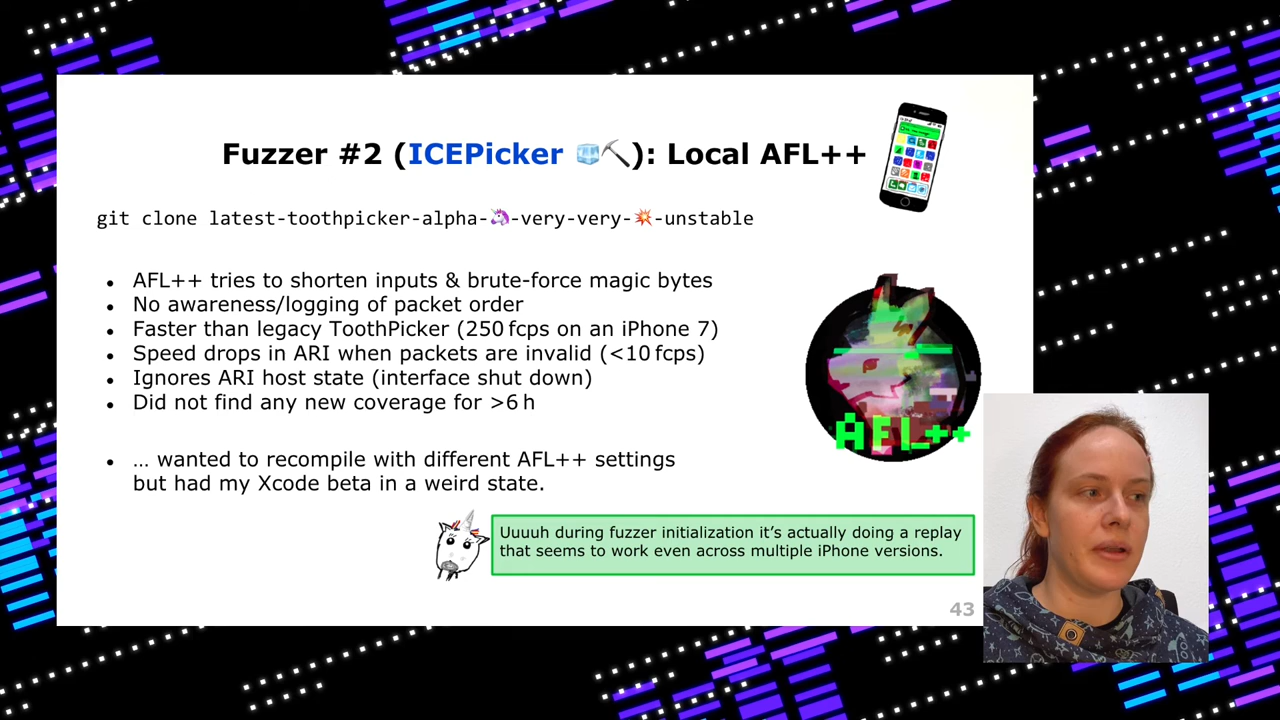 Fuzzer #2 (ICEPicker 🧊⛏): Local AFL++
git clone latest-toothpicker-alpha-🦄-very-very-💥-unstable
• AFL++ tries to shorten inputs & brute-force magic bytes
• No awareness/logging of packet order
• Faster than legacy ToothPicker (250 fcps on an iPhone 7)
• Speed drops in ARI when packets are invalid (<10 fcps)
• Ignores ARI host state (interface shut down)
• Did not find any new coverage for >6 h
AFL++
• … wanted to recompile with different AFL++ settings
but had my Xcode beta in a weird state.
Uuuuh during fuzzer initialization it’s actually doing a replay
that seems to work even across multiple iPhone versions.
43